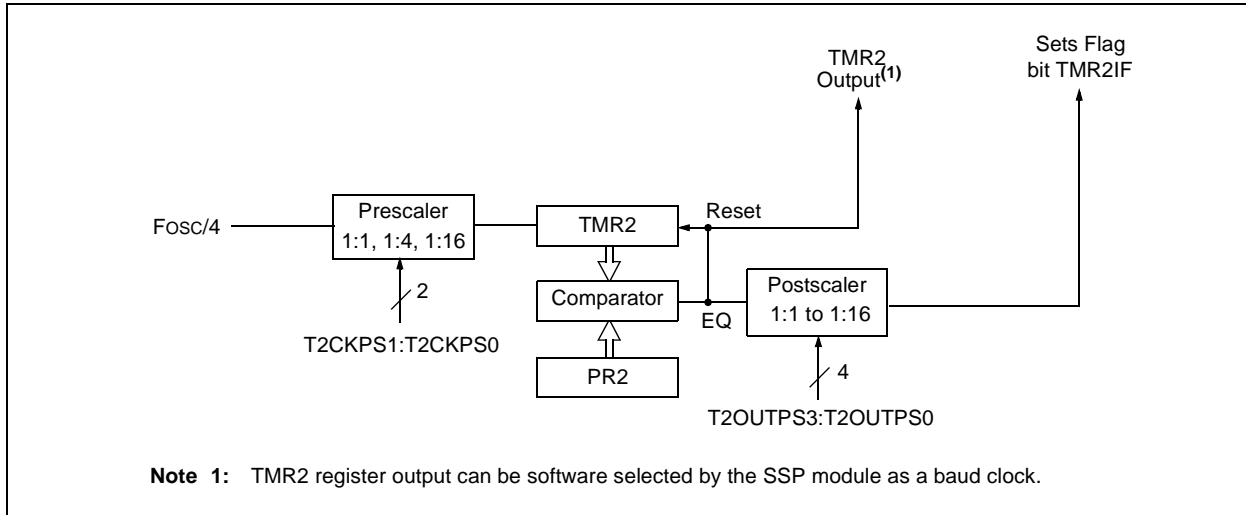 Sets Flag
bit TMR2IF
TMR2
Output(1)
FOSC/4
Prescaler
1:1, 1:4, 1:16
TMR2
Reset
2
Comparator
EQ
Postscaler
1:1 to 1:16
T2CKPS1:T2CKPS0
PR2
4
T2OUTPS3:T2OUTPS0
Note 1: TMR2 register output can be software selected by the SSP module as a baud clock.